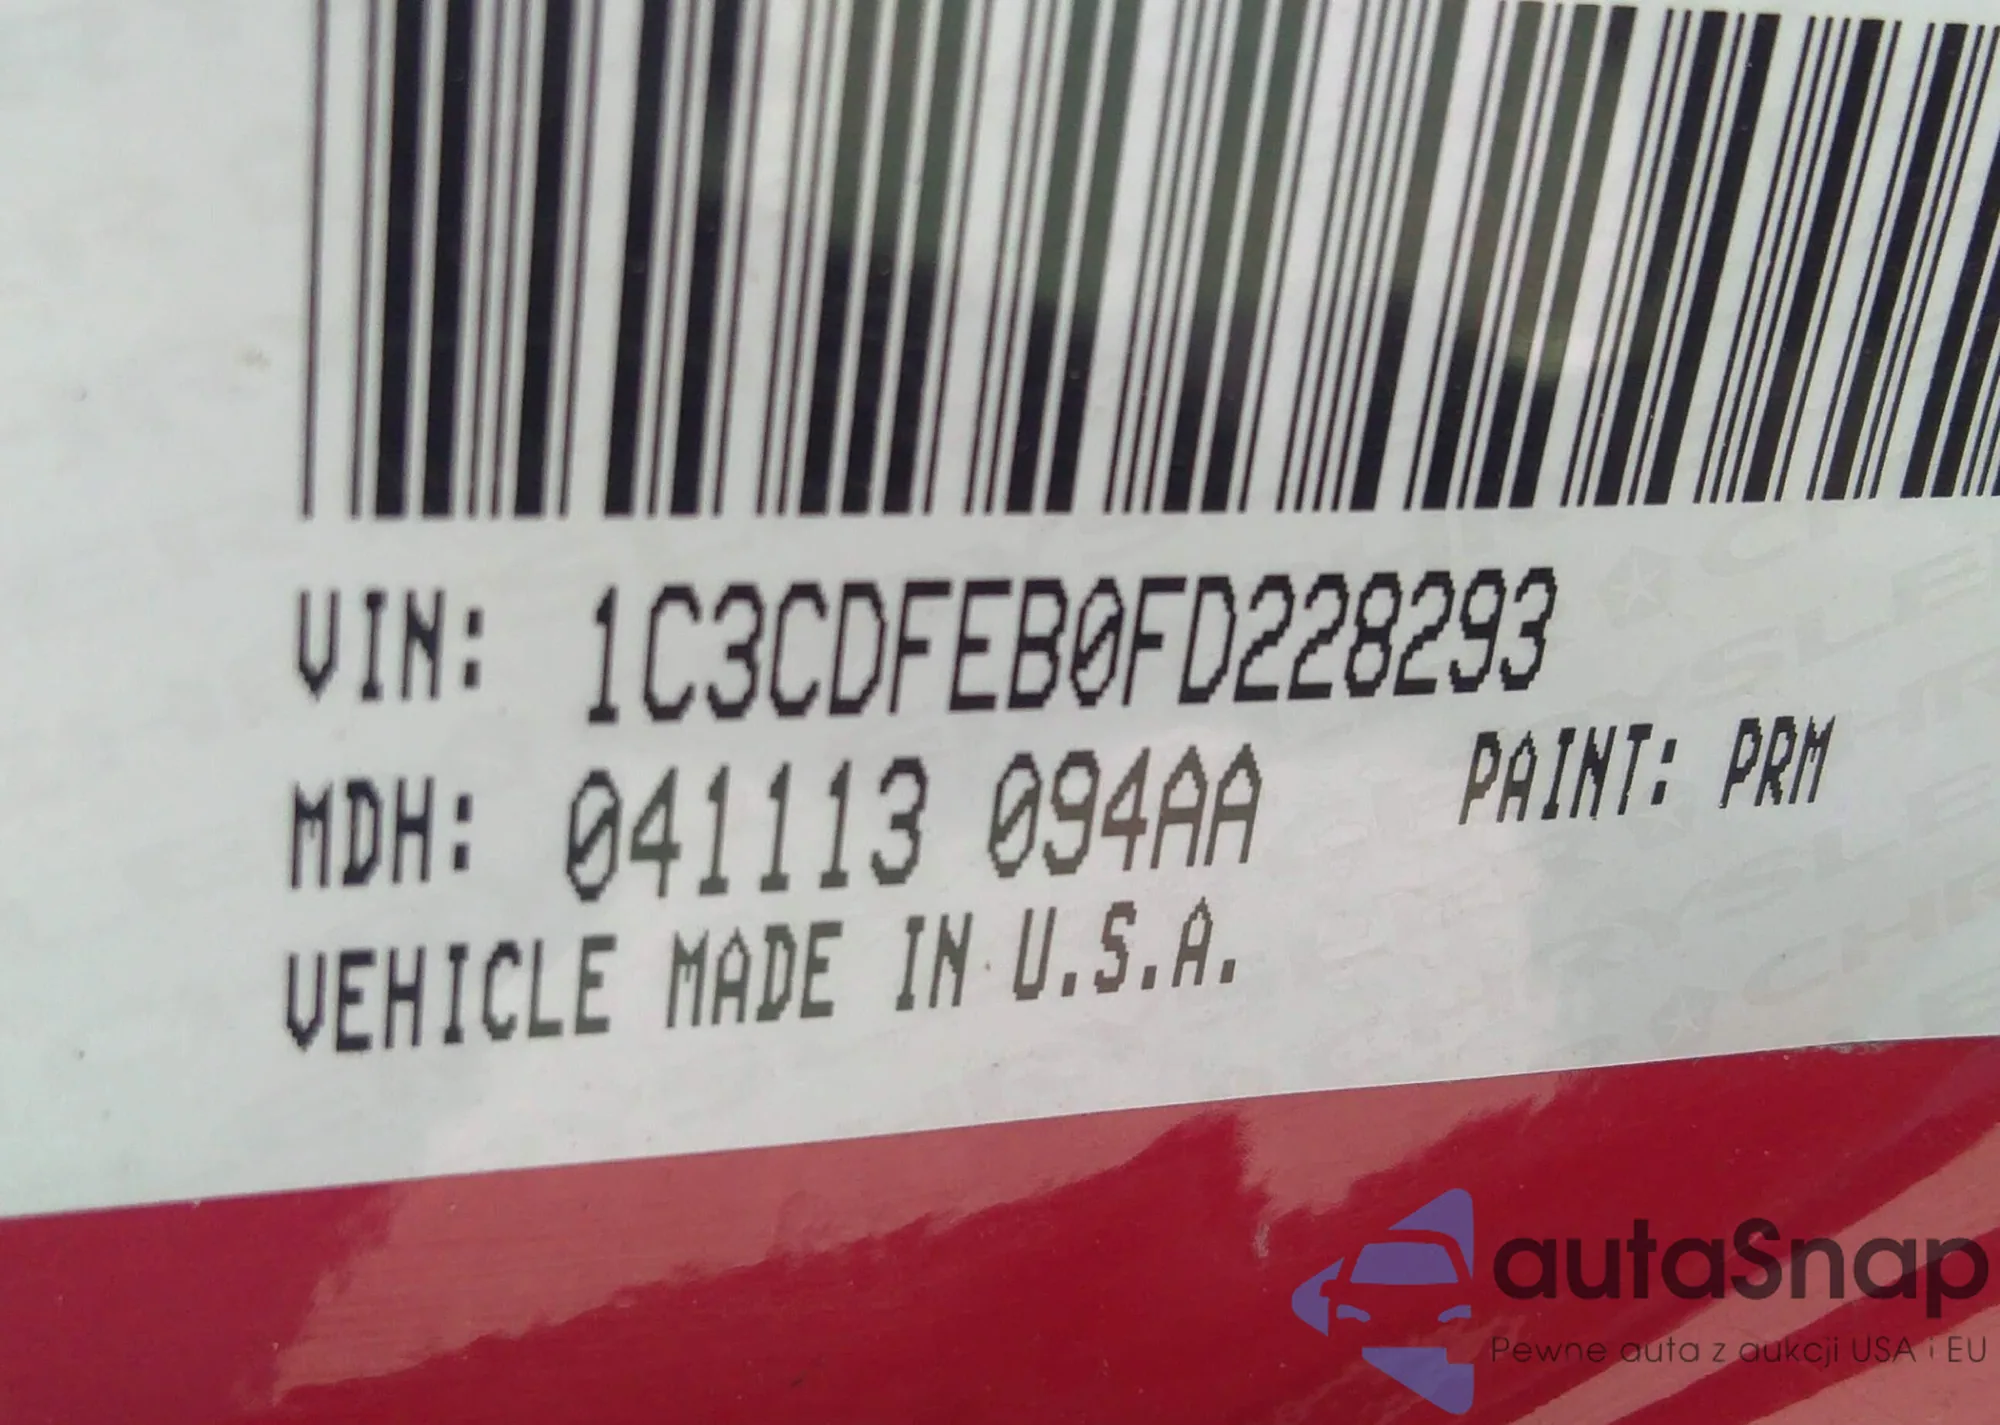 VIN: 1C3CDFEB0FD228293
MDH: 041113 094AA PAINT: PRM
VEHICLE MADE IN U.S.A.
autaSnap
Pewne auta z aukcji USA i EU